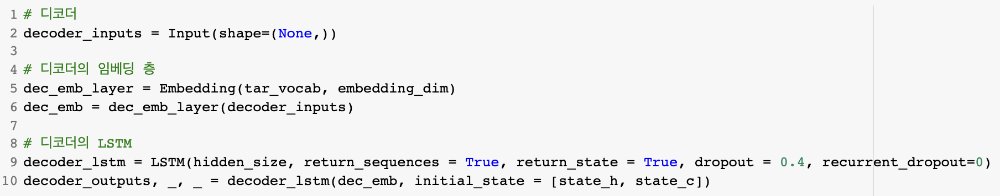 1 # 디코더
2 decoder_inputs = Input(shape=(None,))
3
4 # 디코더의 임베딩 층
5 dec_emb_layer = Embedding(tar_vocab, embedding_dim)
6 dec_emb = dec_emb_layer(decoder_inputs)
7
8 # 디코더의 LSTM
9 decoder_lstm = LSTM(hidden_size, return_sequences = True, return_state = True, dropout = 0.4, recurrent_dropout=0)
10 decoder_outputs, _, _ = decoder_lstm(dec_emb, initial_state = [state_h, state_c])